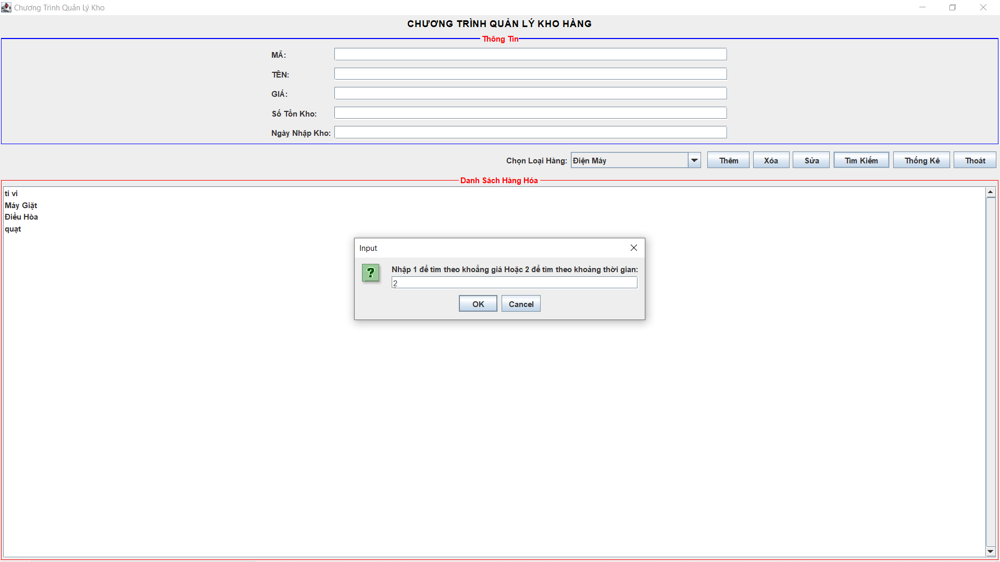 Chương Trình Quản Lý Kho
CHƯƠNG TRÌNH QUẢN LÝ KHO HÀNG
Thông Tin
MÃ:
TÊN:
GIÁ:
Số Tồn Kho:
Ngày Nhập Kho:
Chọn Loại Hàng: Điện Máy Thêm Xóa Sửa Tìm Kiếm Thống Kê Thoát
Danh Sách Hàng Hóa
ti vi
Máy Giặt
Điều Hòa
quạt
Input
Nhập 1 để tìm theo khoẳng giá Hoặc 2 để tìm theo khoảng thời gian:
2
OK Cancel